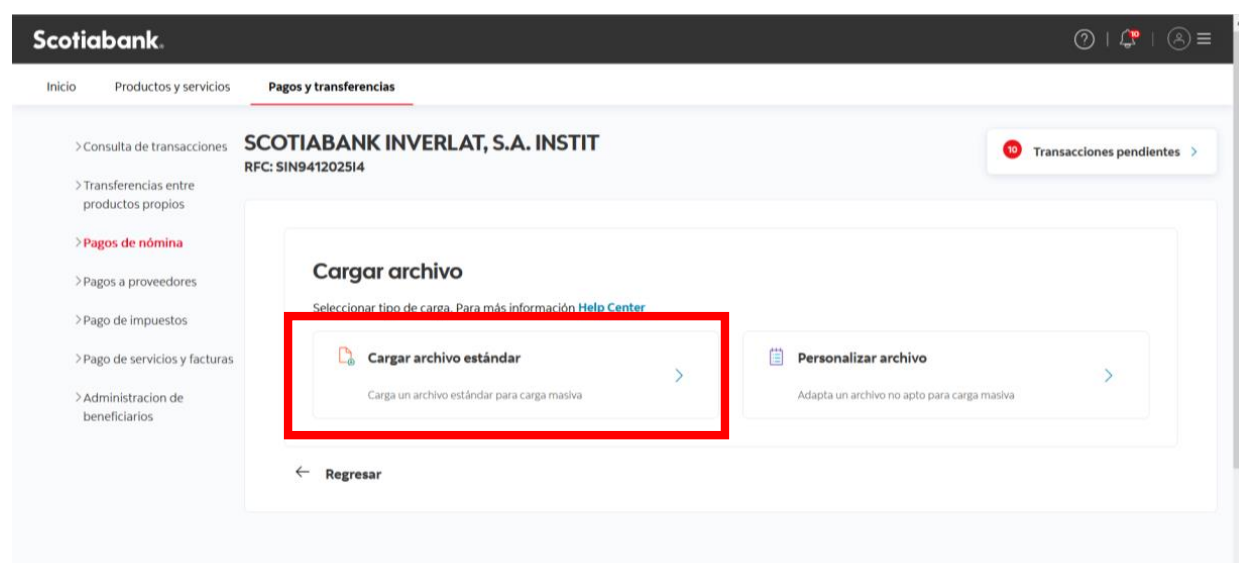 Scotiabank.
10
Inicio Productos y servicios Pagos y transferencias
SCOTIABANK INVERLAT, S.A. INSTIT
RFC: SIN9412025I4
10 Transacciones pendientes
Consulta de transacciones
Transferencias entre
productos propios
Pagos de nómina
Pagos a proveedores
Pago de impuestos
Pago de servicios y facturas
Administracion de
beneficiarios
Cargar archivo
Seleccionar tipo de carga. Para más información Help Center
Cargar archivo estándar
Carga un archivo estándar para carga masiva
Personalizar archivo
Adapta un archivo no apto para carga masiva
Regresar